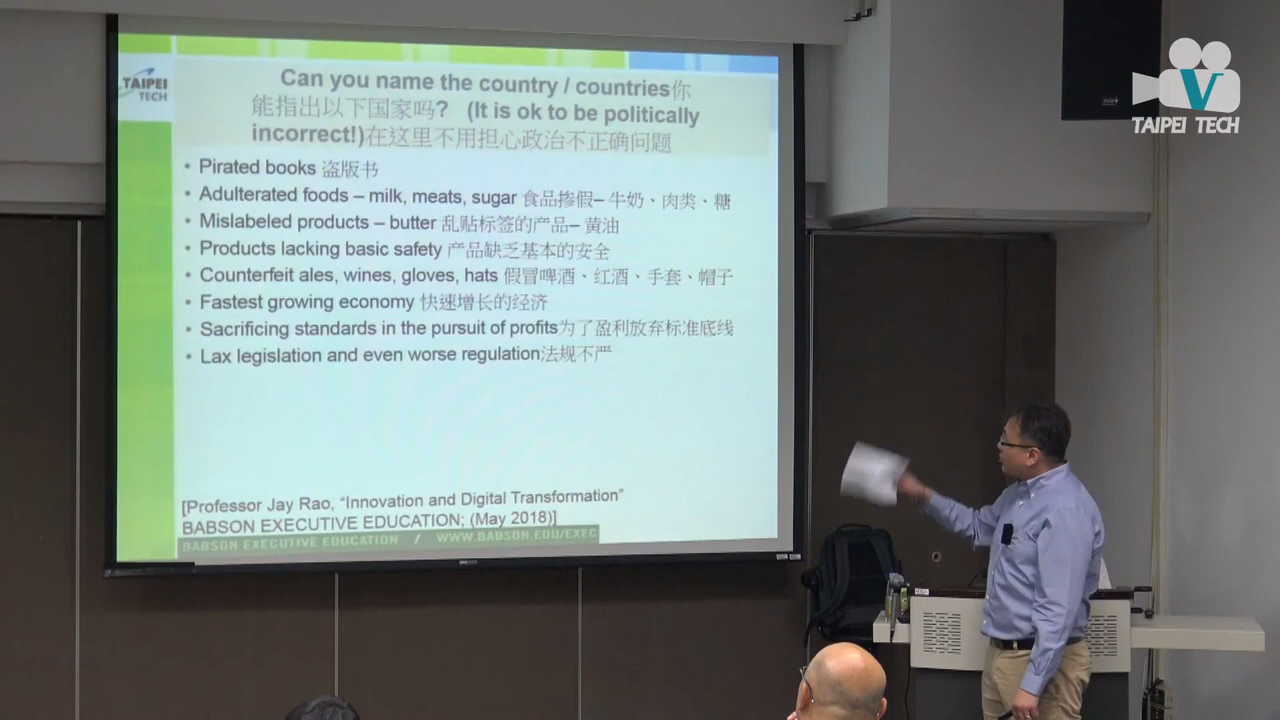 TAIPEI
TECH
Can you name the country / countries你
能指出以下国家吗? (It is ok to be politically
incorrect!)在这里不用担心政治不正确问题
• Pirated books 盗版书
• Adulterated foods – milk, meats, sugar 食品掺假– 牛奶、肉类、糖
• Mislabeled products – butter 乱贴标签的产品– 黄油
• Products lacking basic safety 产品缺乏基本的安全
• Counterfeit ales, wines, gloves, hats 假冒啤酒、红酒、手套、帽子
• Fastest growing economy 快速增长的经济
• Sacrificing standards in the pursuit of profits为了盈利放弃标准底线
• Lax legislation and even worse regulation法规不严
[Professor Jay Rao, “Innovation and Digital Transformation”
BABSON EXECUTIVE EDUCATION; (May 2018)]
BABSON EXECUTIVE EDUCATION / WWW.BABSON.EDU/EXEC
V
TAIPEI TECH